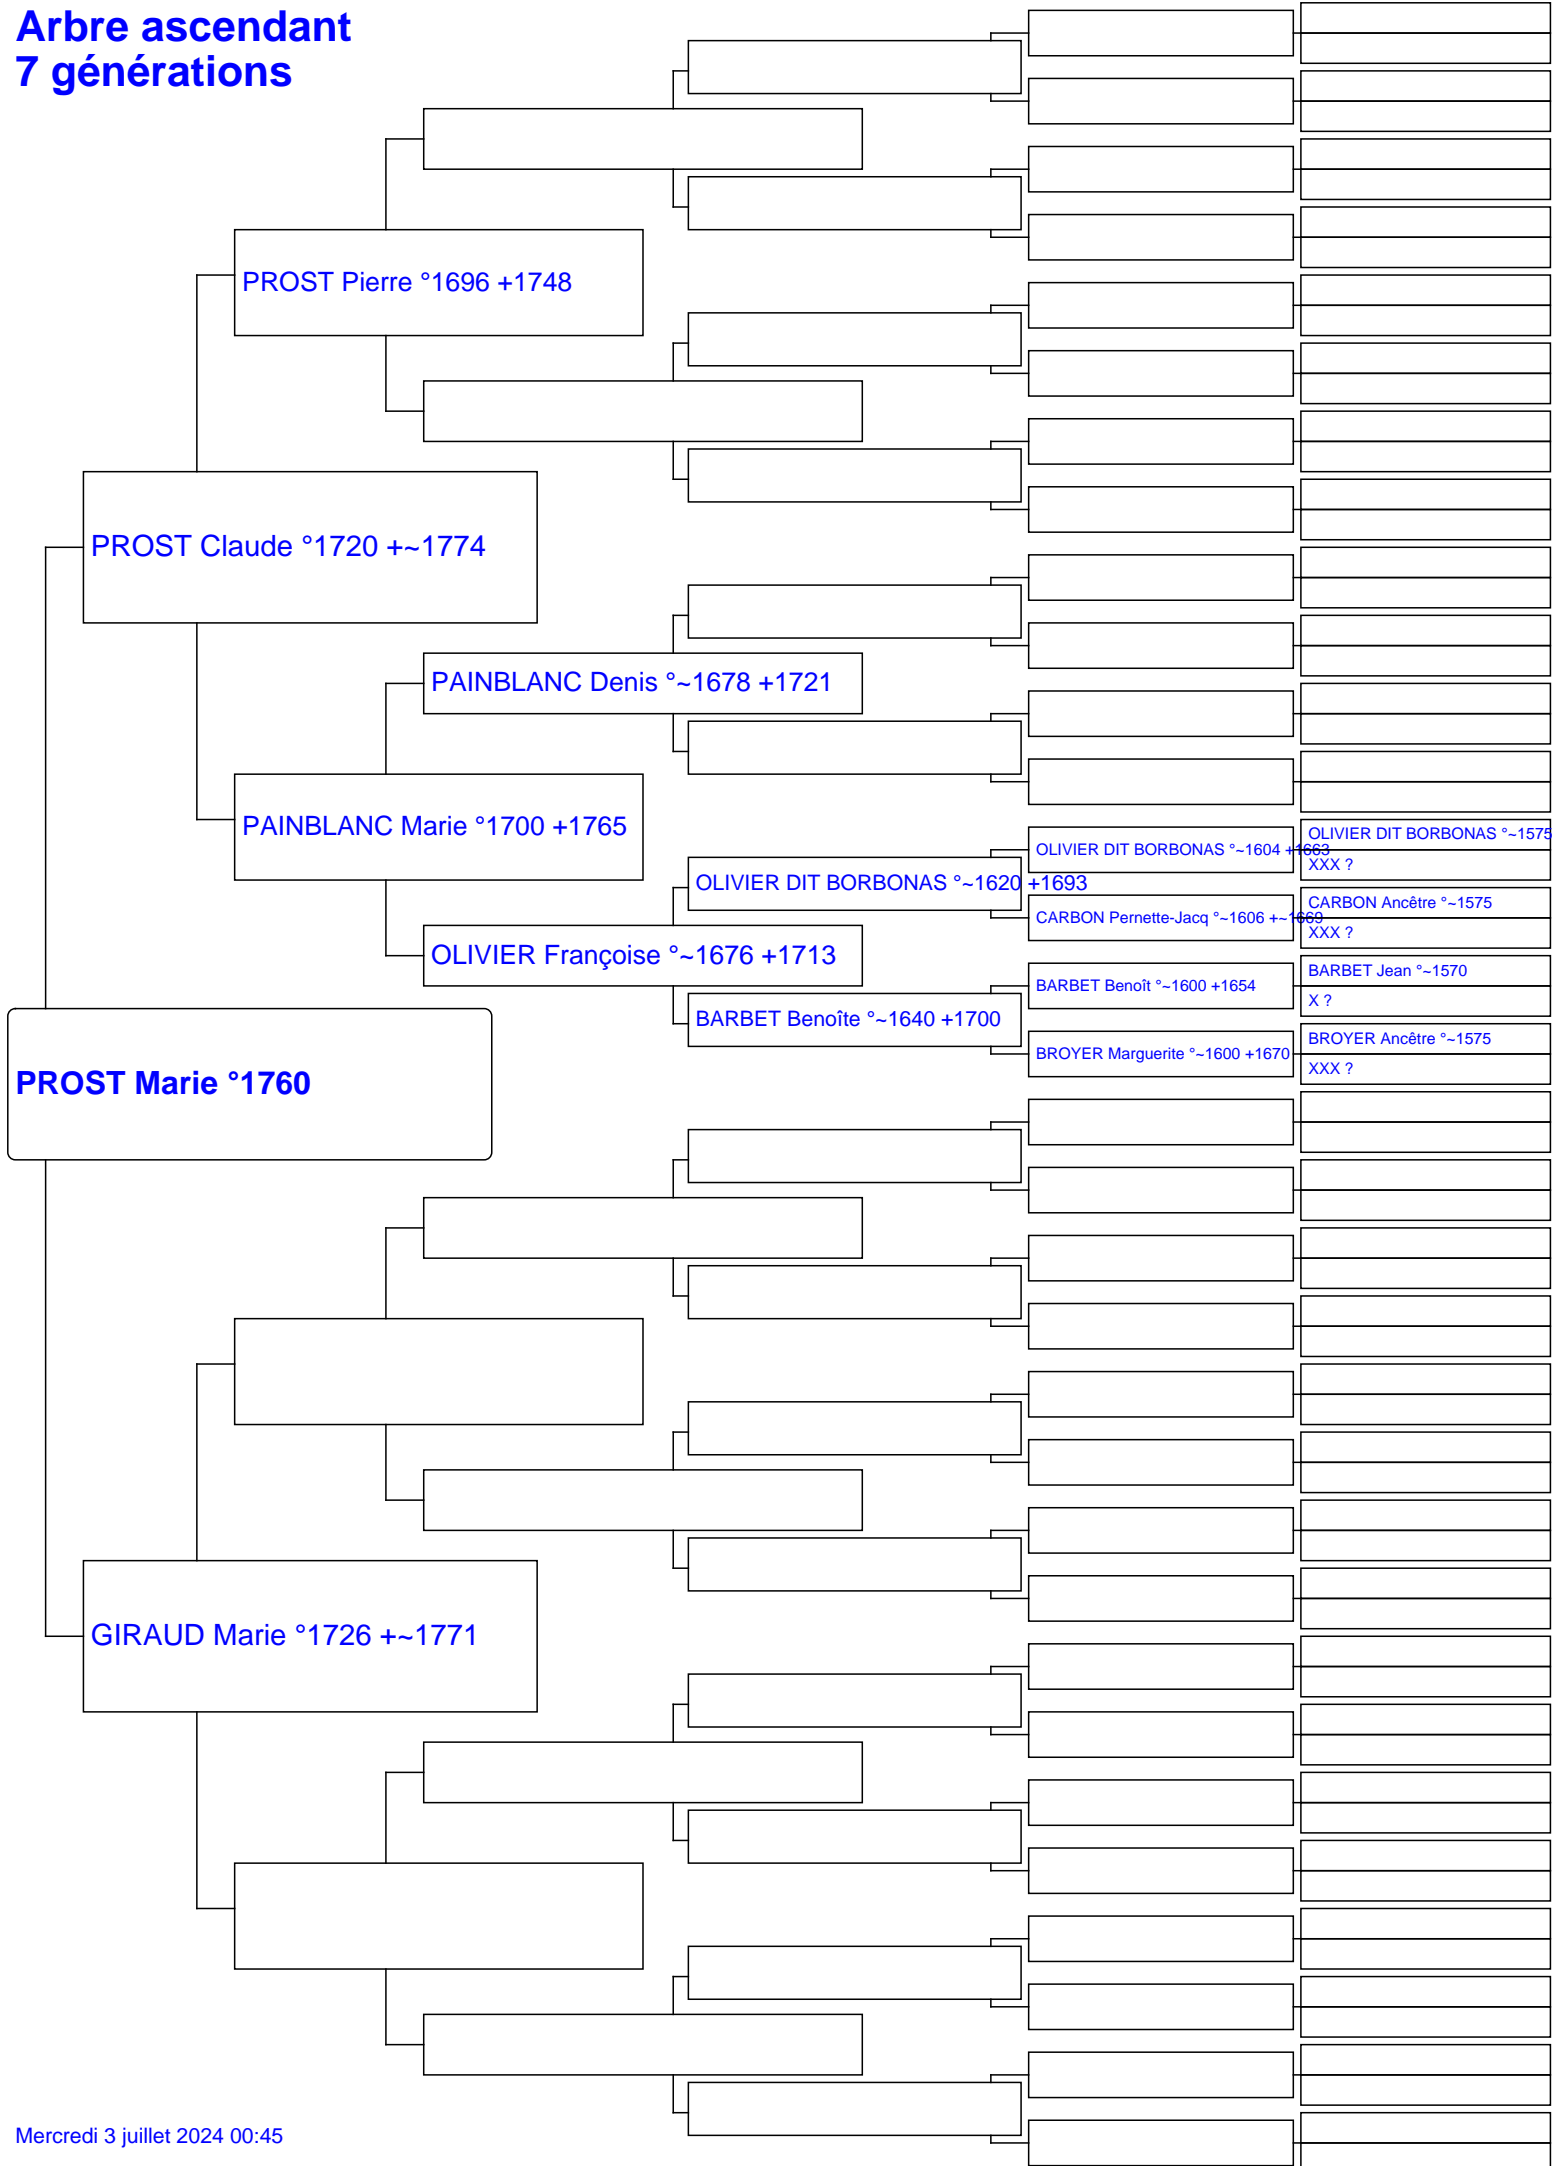 Arbre ascendant
7 générations
PROST Pierre °1696 +1748
PROST Claude °1720 +~1774
PAINBLANC Denis °~1678 +1721
PAINBLANC Marie °1700 +1765
OLIVIER DIT BORBONAS °~1575
OLIVIER DIT BORBONAS °~1604 +1663
XXX ?
OLIVIER DIT BORBONAS °~1620 +1693
CARBON Ancêtre °~1575
CARBON Pernette-Jacq °~1606 +~1669
XXX ?
OLIVIER Françoise °~1676 +1713
BARBET Jean °~1570
BARBET Benoît °~1600 +1654
X ?
BARBET Benoîte °~1640 +1700
BROYER Ancêtre °~1575
BROYER Marguerite °~1600 +1670
XXX ?
PROST Marie °1760
GIRAUD Marie °1726 +~1771
Mercredi 3 juillet 2024 00:45